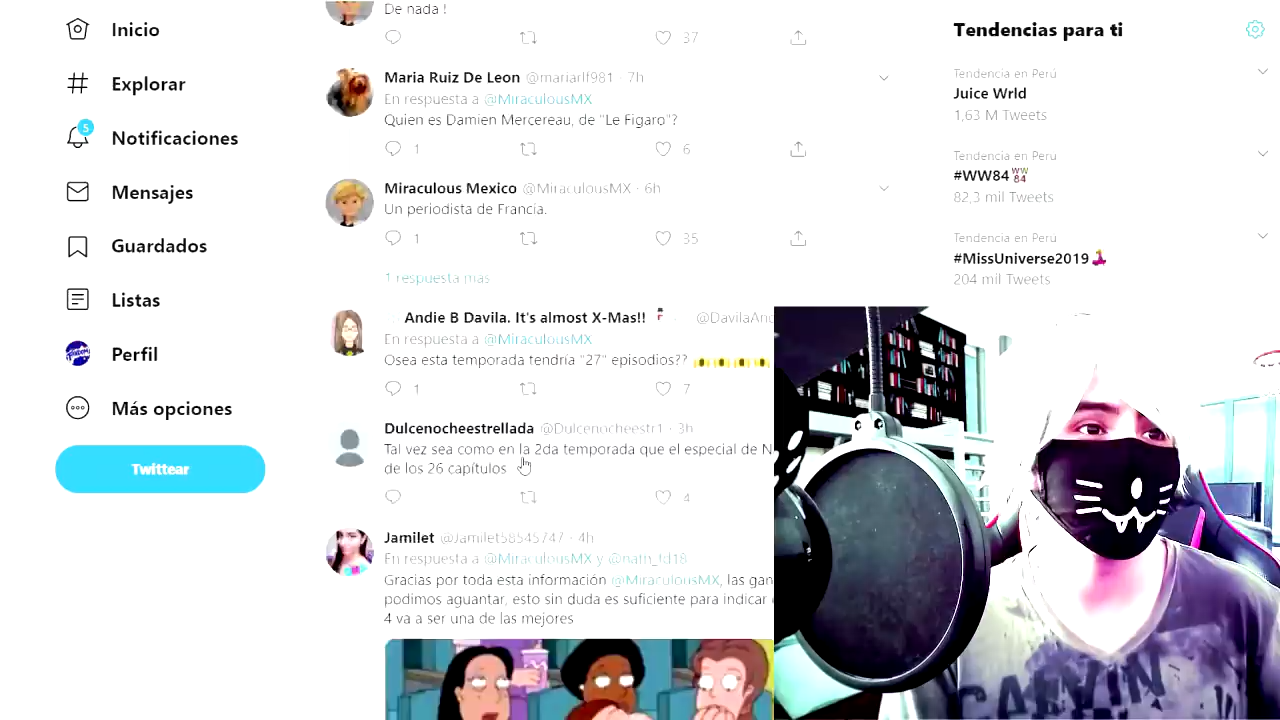 Inicio
Explorar
5
Notificaciones
Mensajes
Guardados
Listas
Perfil
Más opciones
Twittear
De nada !
37
Maria Ruiz De Leon @mariarlf981 · 7h
En respuesta a @MiraculousMX
Quien es Damien Mercereau, de "Le Figaro"?
1 6
Miraculous Mexico @MiraculousMX · 6h
Un periodista de Francia.
1 35
1 respuesta más
Andie B Davila. It's almost X-Mas!! @DavilaAnd
En respuesta a @MiraculousMX
Osea esta temporada tendría "27" episodios??
1 7
Dulcenocheestrellada @Dulcenocheestr1 · 3h
Tal vez sea como en la 2da temporada que el especial de N
de los 26 capítulos
4
Jamilet @Jamilet58545747 · 4h
En respuesta a @MiraculousMX y @nath_fd18
Gracias por toda esta información @MiraculousMX, las gan
podimos aguantar, esto sin duda es suficiente para indicar
4 va a ser una de las mejores
Tendencias para ti
Tendencia en Perú
Juice Wrld
1,63 M Tweets
Tendencia en Perú
#WW84
82,3 mil Tweets
Tendencia en Perú
#MissUniverse2019
204 mil Tweets
CALVIN